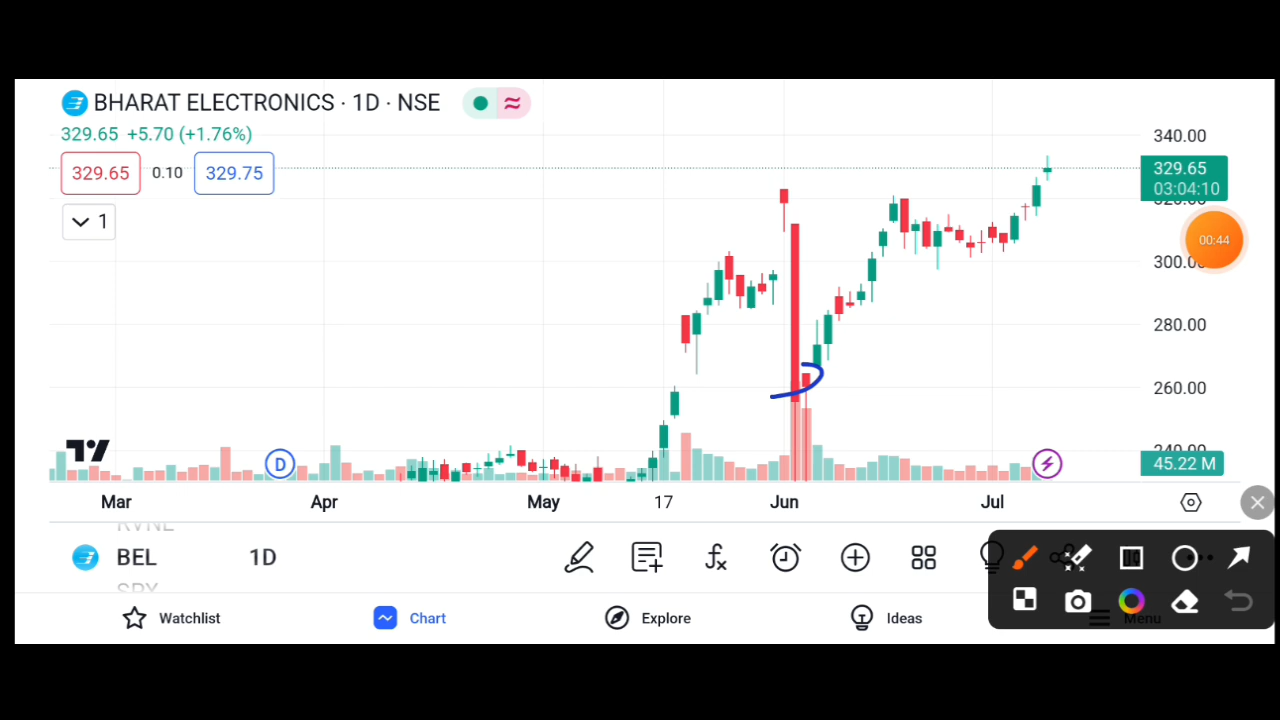 BHARAT ELECTRONICS · 1D · NSE
329.65 +5.70 (+1.76%)
329.65 0.10 329.75
1
340.00
329.65
03:04:10
00:44
280.00
260.00
D
45.22 M
Mar Apr May 17 Jun Jul
RVNL
BEL 1D
Watchlist Chart Explore Ideas Menu